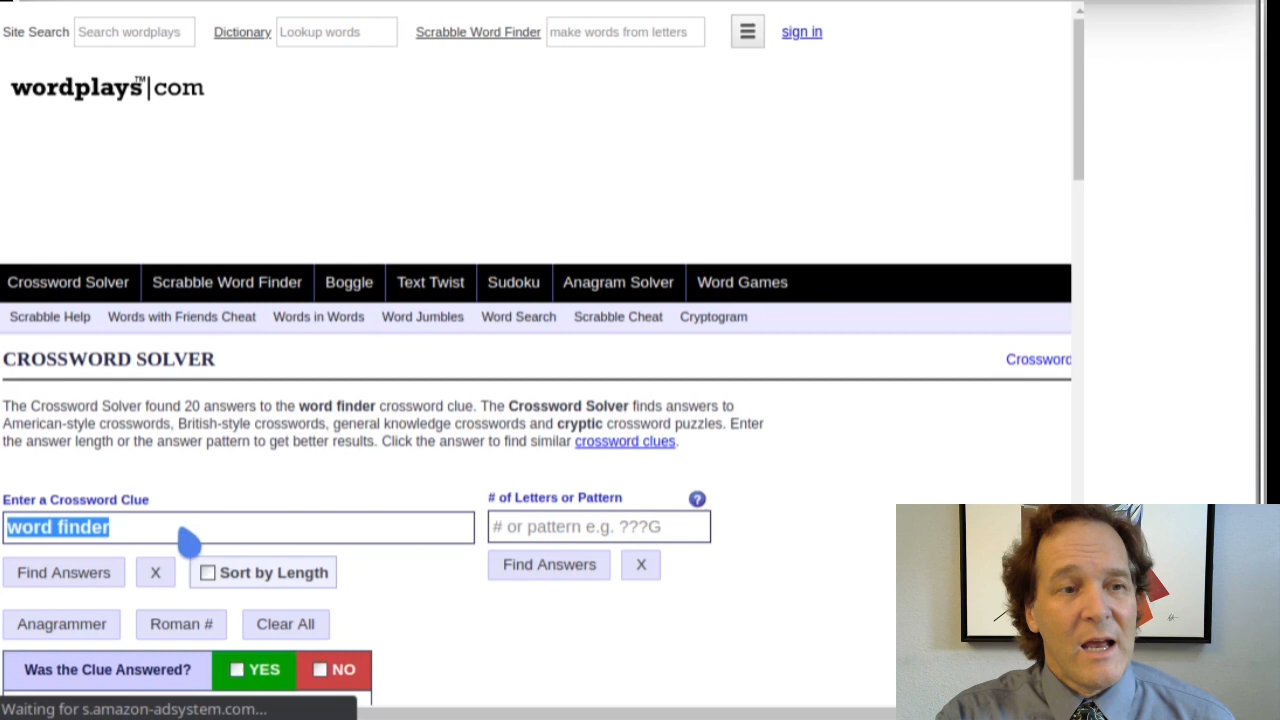 Site Search Search wordplays Dictionary Lookup words Scrabble Word Finder make words from letters sign in
wordplays™|com
Crossword Solver Scrabble Word Finder Boggle Text Twist Sudoku Anagram Solver Word Games
Scrabble Help Words with Friends Cheat Words in Words Word Jumbles Word Search Scrabble Cheat Cryptogram
CROSSWORD SOLVER Crossword
The Crossword Solver found 20 answers to the word finder crossword clue. The Crossword Solver finds answers to
American-style crosswords, British-style crosswords, general knowledge crosswords and cryptic crossword puzzles. Enter
the answer length or the answer pattern to get better results. Click the answer to find similar crossword clues.
Enter a Crossword Clue # of Letters or Pattern ?
word finder # or pattern e.g. ???G
Find Answers X Sort by Length Find Answers X
Anagrammer Roman # Clear All
Was the Clue Answered? YES NO
Waiting for s.amazon-adsystem.com...